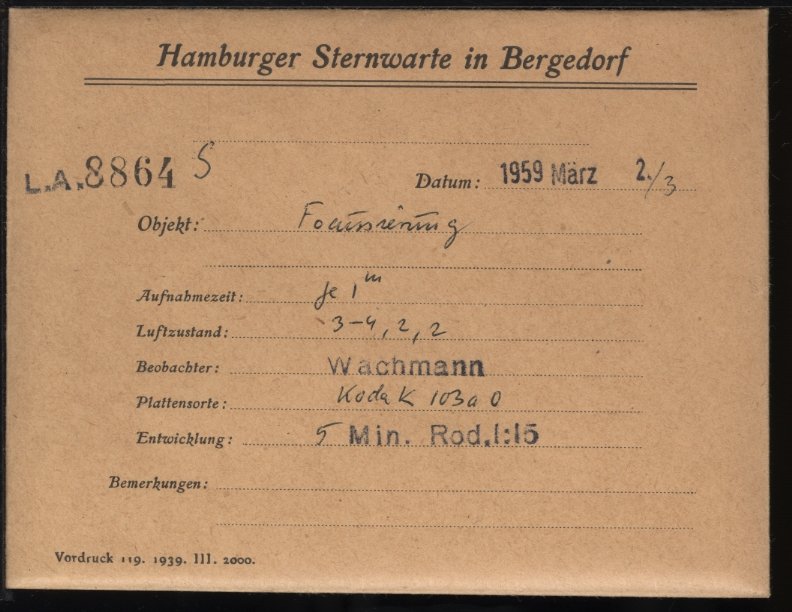 Hamburger Sternwarte in Bergedorf
L.A. 8864 S
Datum: 1959 März 2./3
Objekt: Focussierung
Aufnahmezeit: je 1ᵐ
Luftzustand: 3-4, 2, 2
Beobachter: Wachmann
Plattensorte: Kodak 103a O
Entwicklung: 5 Min. Rod. 1:15
Bemerkungen:
Vordruck 119. 1939. III. 2000.